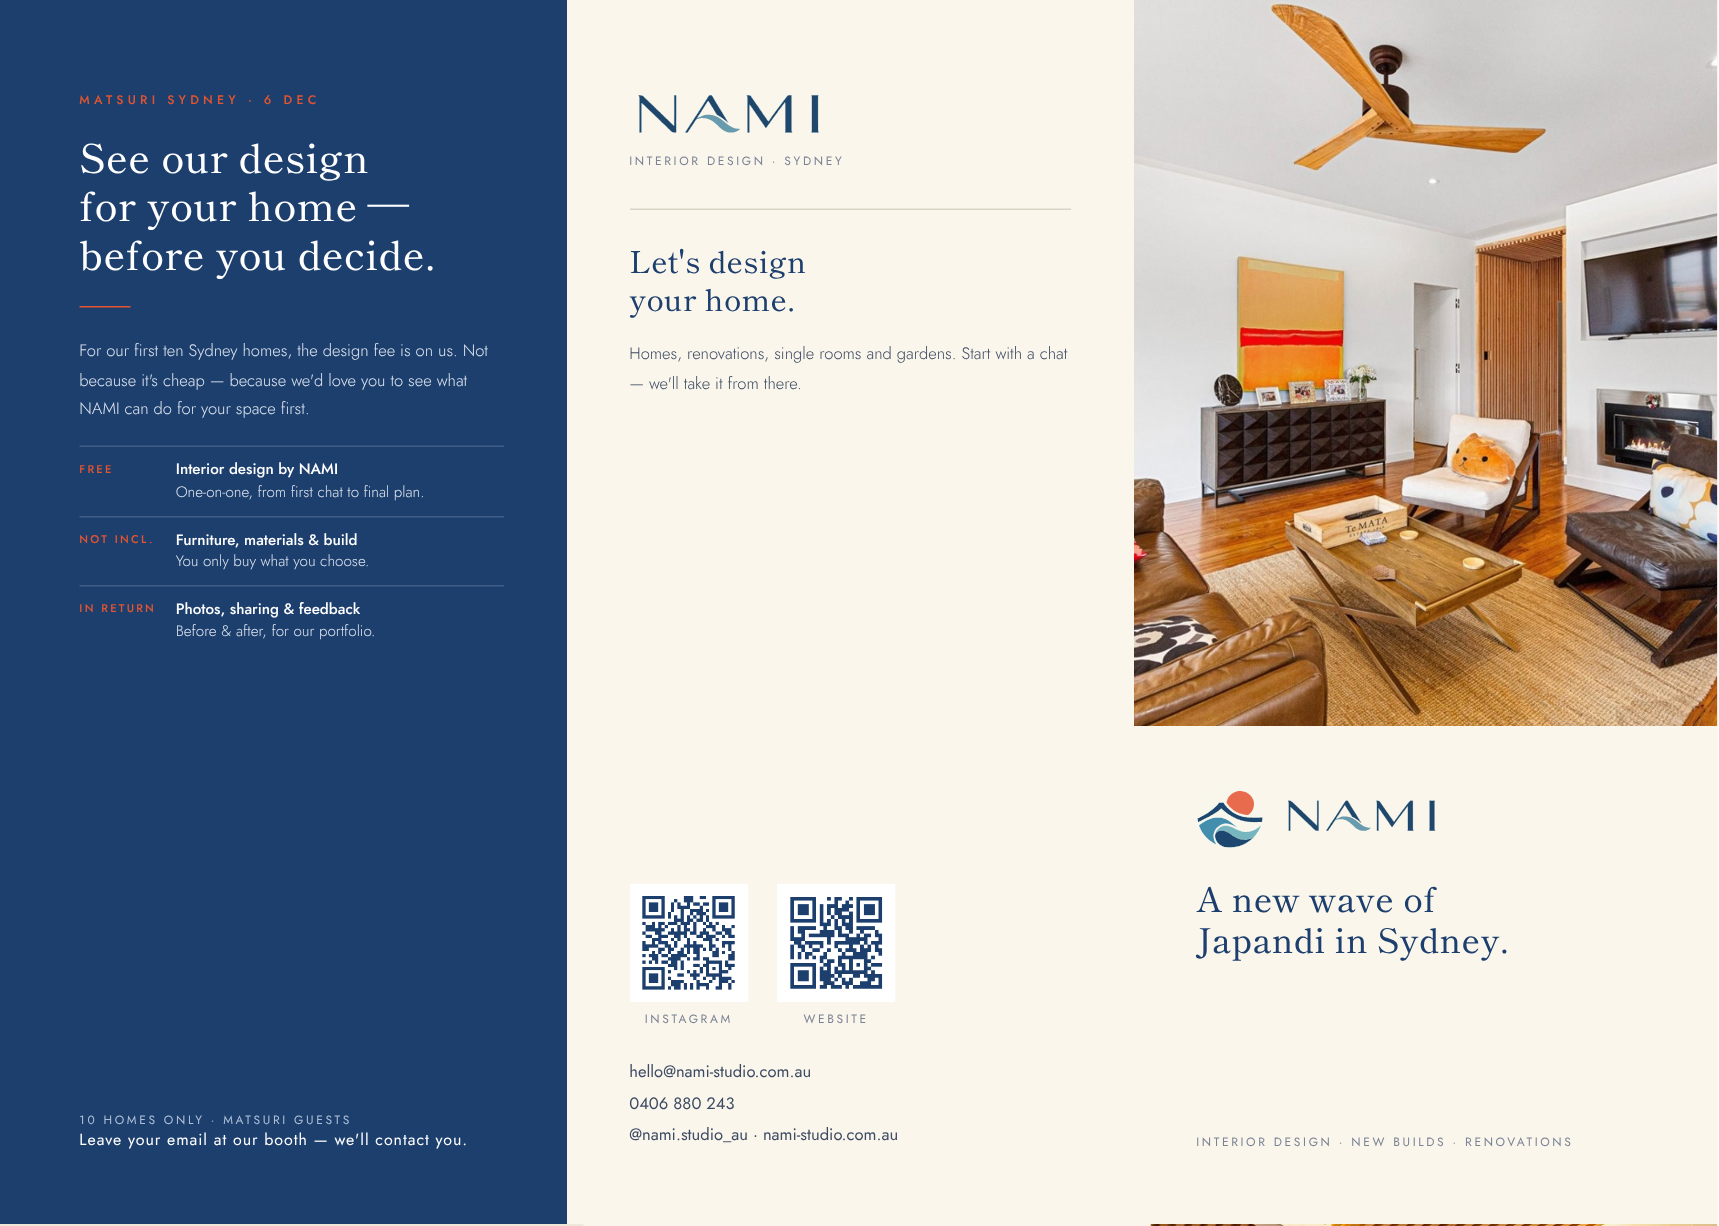 MATSURI SYDNEY · 6 DEC
See our design
for your home —
before you decide.
For our first ten Sydney homes, the design fee is on us. Not
because it's cheap — because we'd love you to see what
NAMI can do for your space first.
FREE
Interior design by NAMI
One-on-one, from first chat to final plan.
NOT INCL.
Furniture, materials & build
You only buy what you choose.
IN RETURN
Photos, sharing & feedback
Before & after, for our portfolio.
10 HOMES ONLY · MATSURI GUESTS
Leave your email at our booth — we'll contact you.
NAMI
INTERIOR DESIGN · SYDNEY
Let's design
your home.
Homes, renovations, single rooms and gardens. Start with a chat
— we'll take it from there.
INSTAGRAM
WEBSITE
hello@nami-studio.com.au
0406 880 243
@nami.studio_au · nami-studio.com.au
TeMATA
NAMI
A new wave of
Japandi in Sydney.
INTERIOR DESIGN · NEW BUILDS · RENOVATIONS